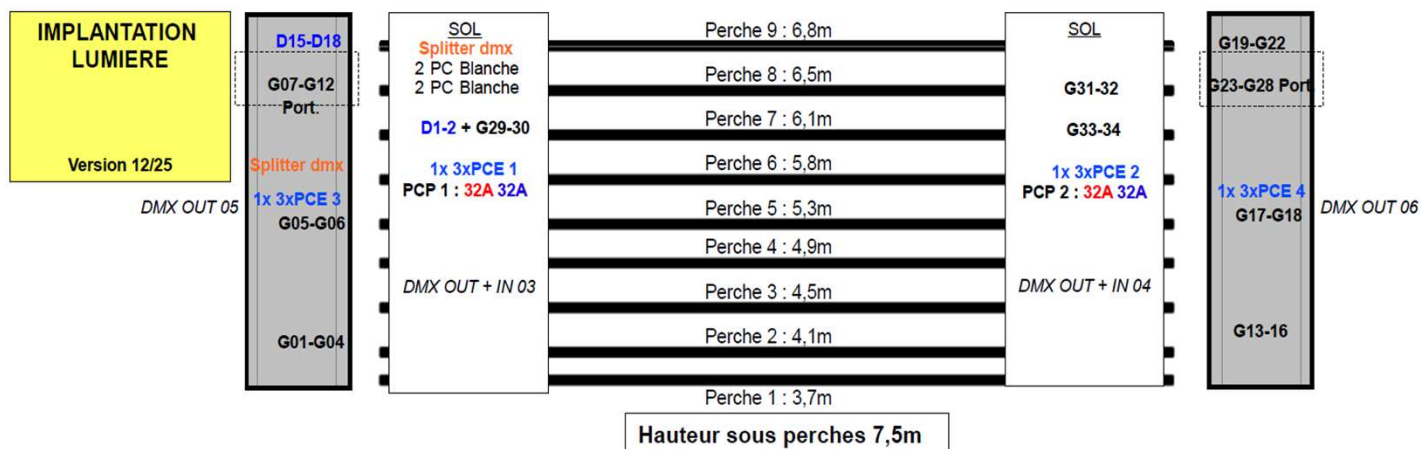 IMPLANTATION
LUMIERE
Version 12/25
DMX OUT 05
D15-D18
G07-G12
Port.
Splitter dmx
1x 3xPCE 3
G05-G06
G01-G04
SOL
Splitter dmx
2 PC Blanche
2 PC Blanche
D1-2 + G29-30
1x 3xPCE 1
PCP 1 : 32A 32A
DMX OUT + IN 03
Perche 9 : 6,8m
Perche 8 : 6,5m
Perche 7 : 6,1m
Perche 6 : 5,8m
Perche 5 : 5,3m
Perche 4 : 4,9m
Perche 3 : 4,5m
Perche 2 : 4,1m
Perche 1 : 3,7m
Hauteur sous perches 7,5m
SOL
G31-32
G33-34
1x 3xPCE 2
PCP 2 : 32A 32A
DMX OUT + IN 04
G19-G22
G23-G28 Port
1x 3xPCE 4
G17-G18
G13-16
DMX OUT 06